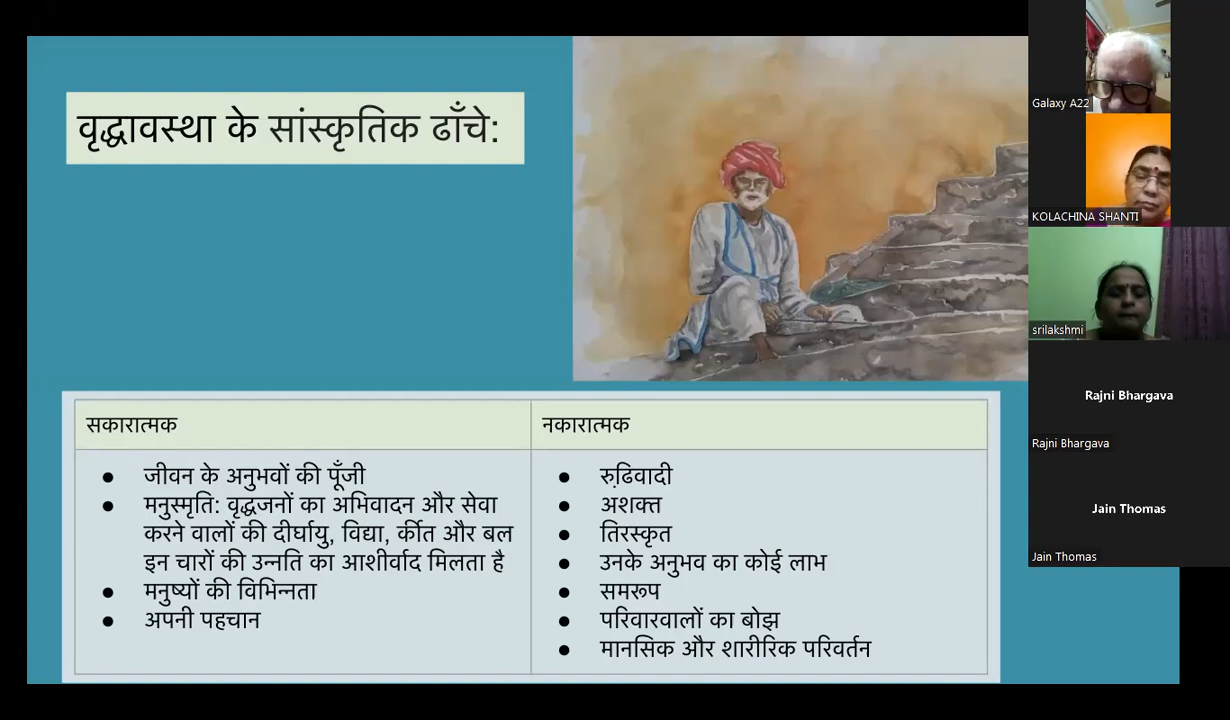 वृद्धावस्था के सांस्कृतिक ढाँचे:
सकारात्मक
● जीवन के अनुभवों की पूँजी
● मनुस्मृति: वृद्धजनों का अभिवादन और सेवा
करने वालों की दीर्घायु, विद्या, र्कीत और बल
इन चारों की उन्नति का आशीर्वाद मिलता है
● मनुष्यों की विभिन्नता
● अपनी पहचान
नकारात्मक
● रुढि़वादी
● अशक्त
● तिरस्कृत
● उनके अनुभव का कोई लाभ
● समरूप
● परिवारवालों का बोझ
● मानसिक और शारीरिक परिवर्तन
Galaxy A22
KOLACHINA SHANTI
srilakshmi
Rajni Bhargava
Rajni Bhargava
Jain Thomas
Jain Thomas